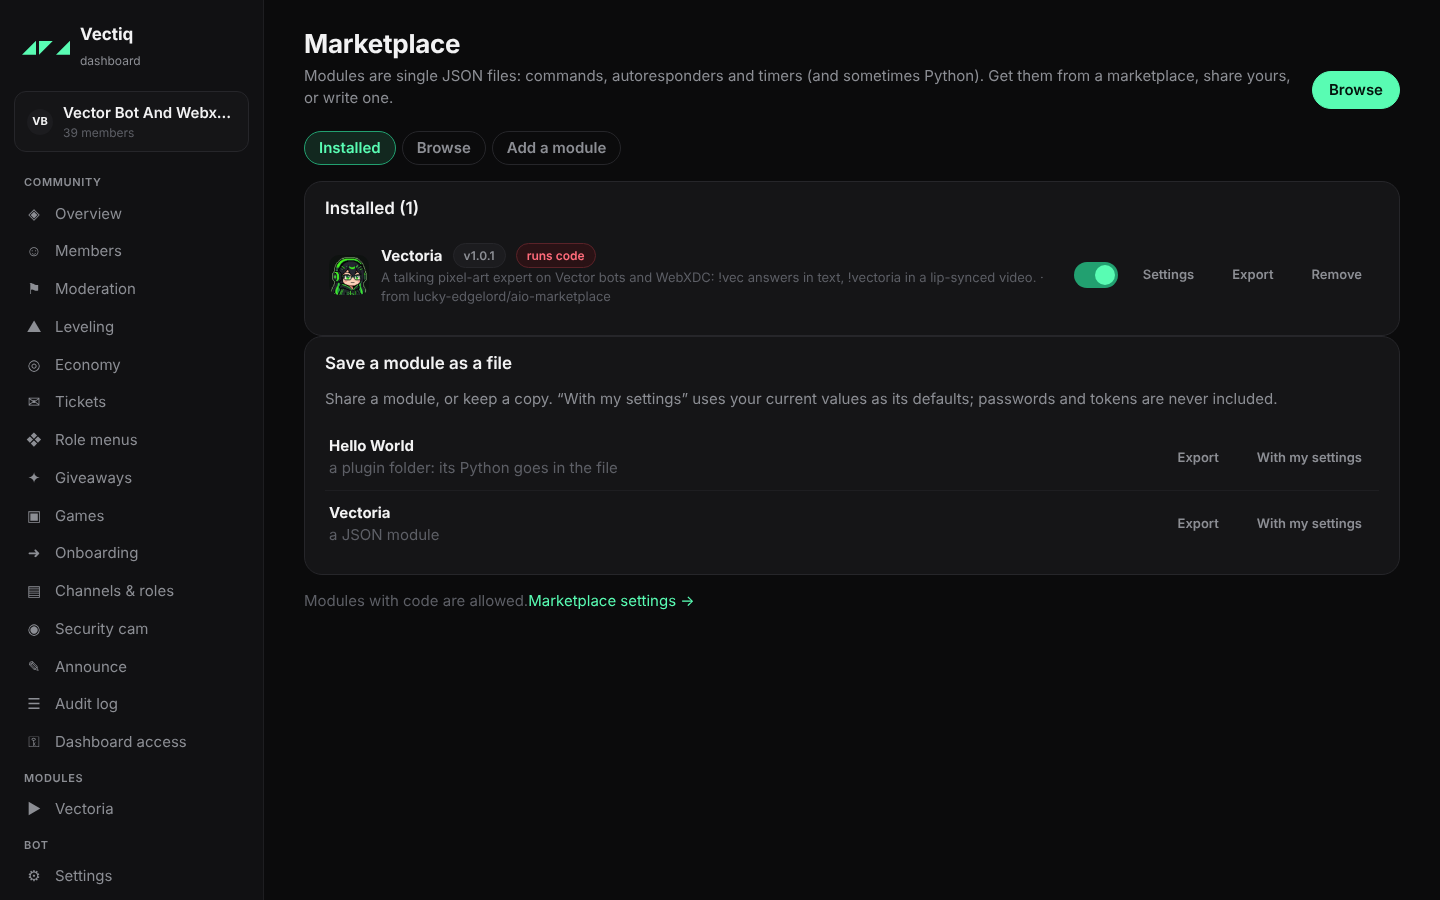 Vectiq
dashboard
VB
Vector Bot And Webx...
39 members
COMMUNITY
Overview
Members
Moderation
Leveling
Economy
Tickets
Role menus
Giveaways
Games
Onboarding
Channels & roles
Security cam
Announce
Audit log
Dashboard access
MODULES
Vectoria
BOT
Settings
Marketplace
Modules are single JSON files: commands, autoresponders and timers (and sometimes Python). Get them from a marketplace, share yours,
or write one.
Browse
Installed
Browse
Add a module
Installed (1)
Vectoria v1.0.1 runs code
A talking pixel-art expert on Vector bots and WebXDC: !vec answers in text, !vectoria in a lip-synced video. ·
from lucky-edgelord/aio-marketplace
Settings
Export
Remove
Save a module as a file
Share a module, or keep a copy. “With my settings” uses your current values as its defaults; passwords and tokens are never included.
Hello World
a plugin folder: its Python goes in the file
Export
With my settings
Vectoria
a JSON module
Export
With my settings
Modules with code are allowed.Marketplace settings →